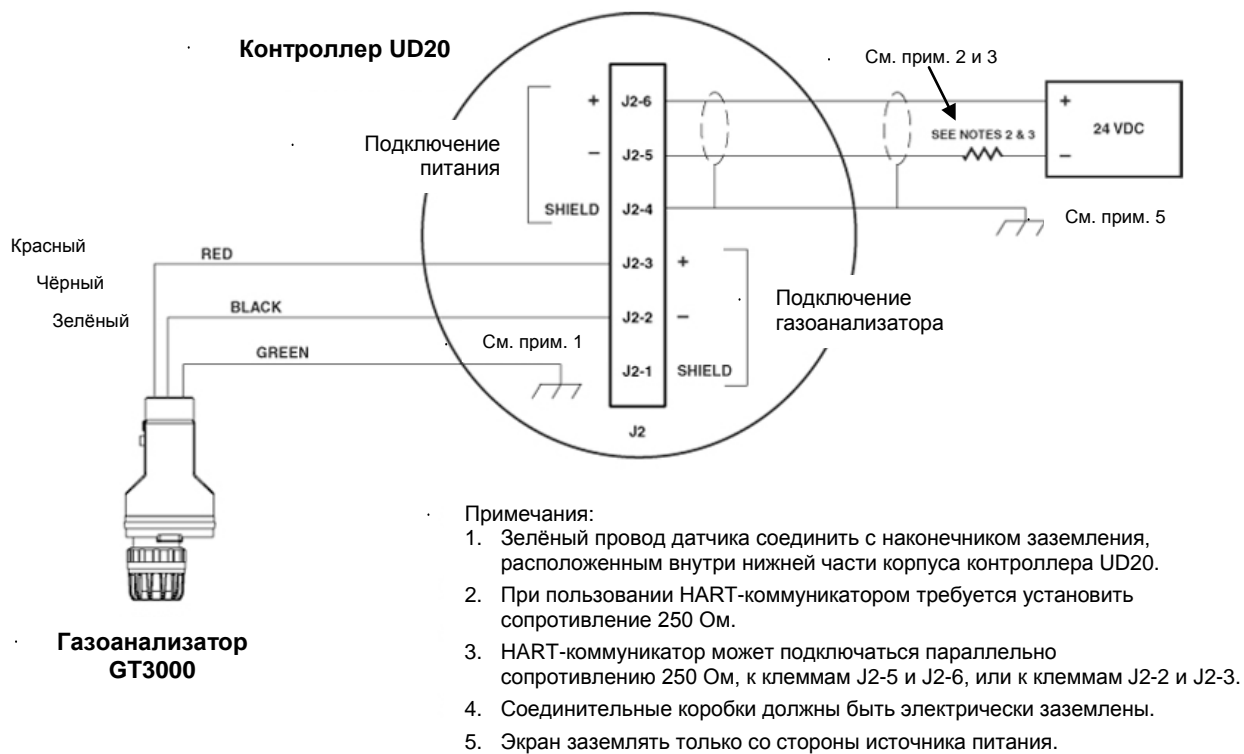 Контроллер UD20
См. прим. 2 и 3
+
J2-6
+
24 VDC
SEE NOTES 2 & 3
Подключение
питания
–
J2-5
–
SHIELD
J2-4
См. прим. 5
Красный
RED
J2-3
+
Чёрный
Подключение
газоанализатора
BLACK
J2-2
–
Зелёный
См. прим. 1
GREEN
J2-1
SHIELD
J2
Газоанализатор
GT3000
Примечания:
1. Зелёный провод датчика соединить с наконечником заземления,
расположенным внутри нижней части корпуса контроллера UD20.
2. При пользовании HART-коммуникатором требуется установить
сопротивление 250 Ом.
3. HART-коммуникатор может подключаться параллельно
сопротивлению 250 Ом, к клеммам J2-5 и J2-6, или к клеммам J2-2 и J2-3.
4. Соединительные коробки должны быть электрически заземлены.
5. Экран заземлять только со стороны источника питания.